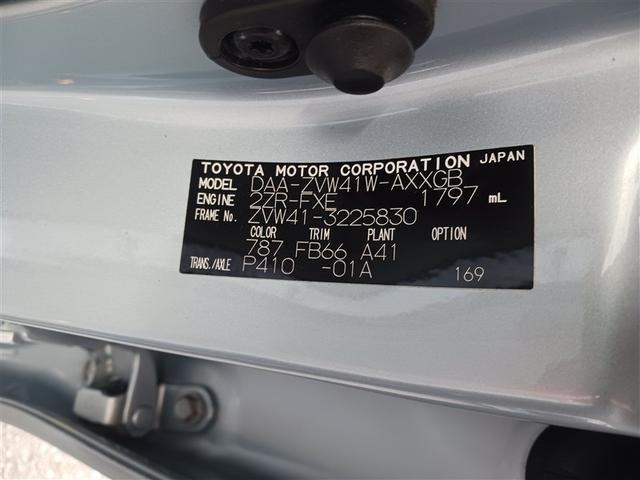 TOYOTA MOTOR CORPORATION JAPAN
MODEL DAA-ZVW41W-AXXGB
ENGINE 2ZR-FXE 1797 mL
FRAME No. ZVW41-3225830
COLOR TRIM PLANT OPTION
787 FB66 A41
TRANS./AXLE P410 -01A 169